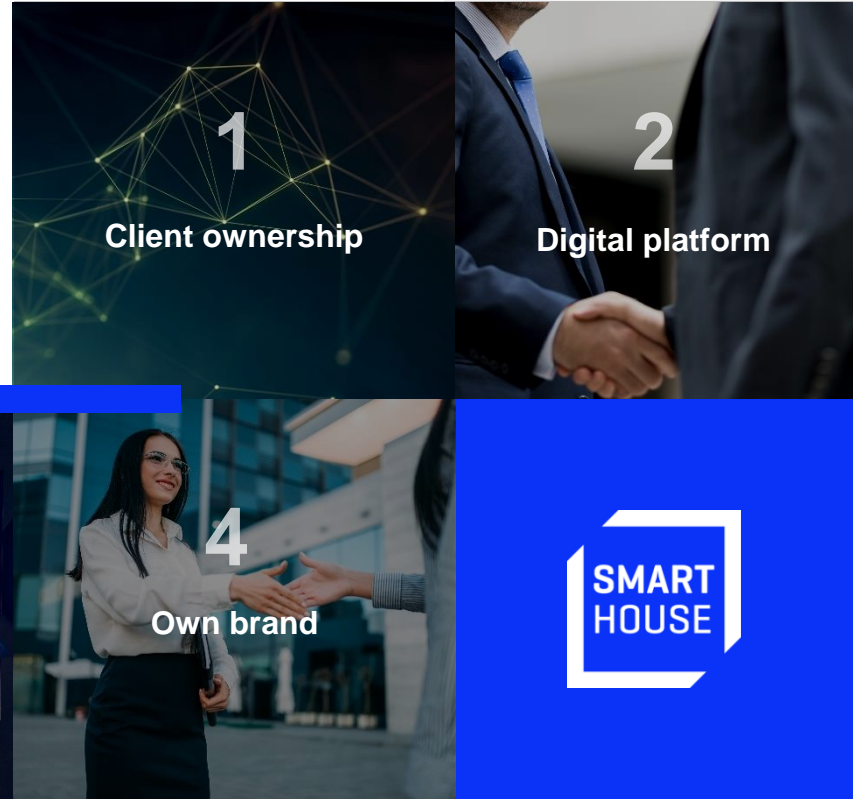 1
Client ownership
2
Digital platform
4
Own brand
SMART
HOUSE